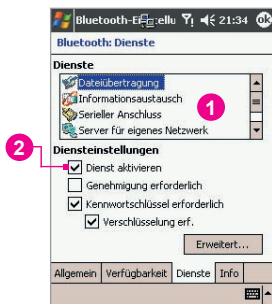 Bluetooth-Ei ellu 21:34 ok
Bluetooth: Dienste
Dienste
Dateiübertragung
Informationsaustausch
Serieller Anschluss
Server für eigenes Netzwerk
1
Diensteinstellungen
2
Dienst aktivieren
Genehmigung erforderlich
Kennwortschlüssel erforderlich
Verschlüsselung erf.
Erweitert...
Allgemein Verfügbarkeit Dienste Info